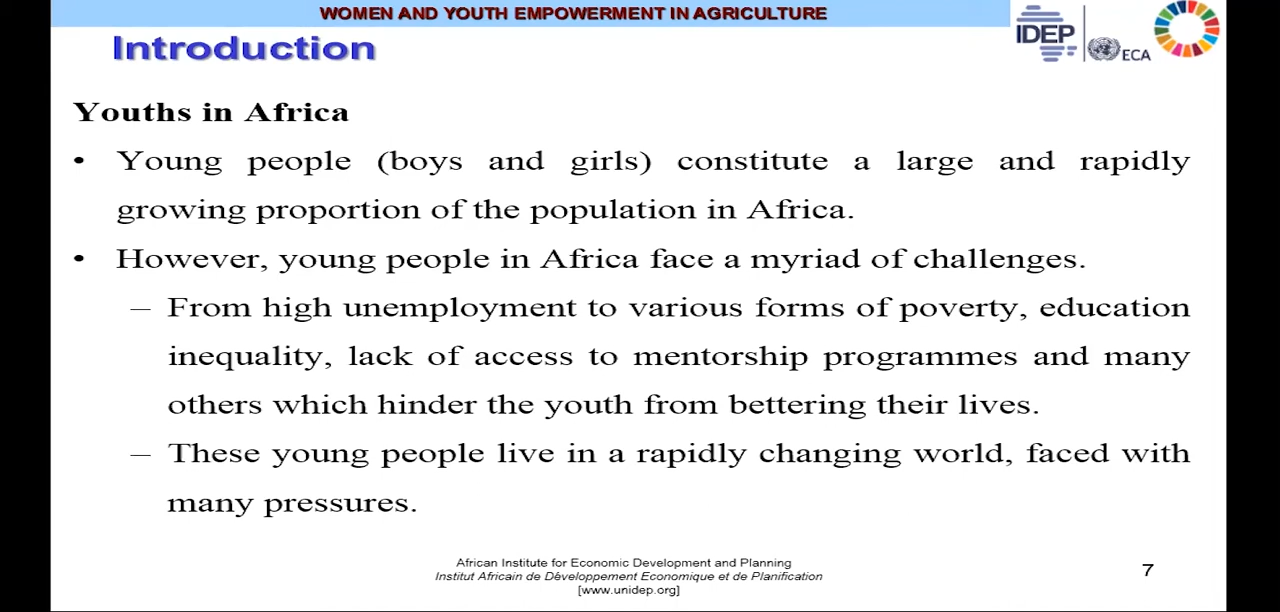 WOMEN AND YOUTH EMPOWERMENT IN AGRICULTURE
Introduction
IDEP
ECA
Youths in Africa
• Young people (boys and girls) constitute a large and rapidly
growing proportion of the population in Africa.
• However, young people in Africa face a myriad of challenges.
– From high unemployment to various forms of poverty, education
inequality, lack of access to mentorship programmes and many
others which hinder the youth from bettering their lives.
– These young people live in a rapidly changing world, faced with
many pressures.
African Institute for Economic Development and Planning
Institut Africain de Développement Economique et de Planification
[www.unidep.org]
7